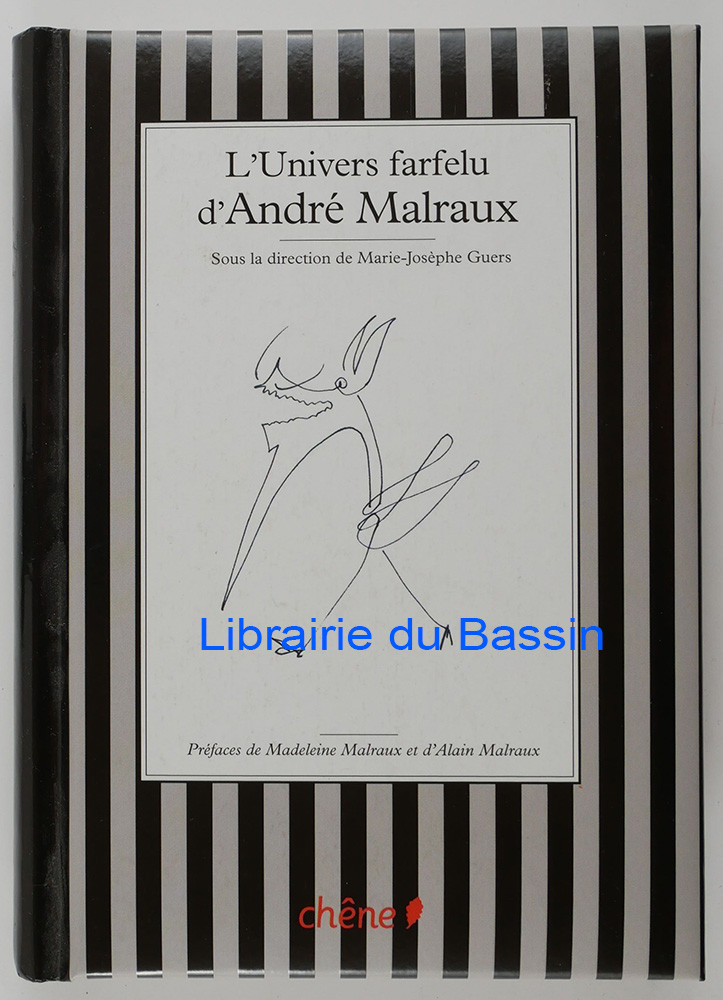 L'Univers farfelu
d'André Malraux
Sous la direction de Marie-Josèphe Guers
Librairie du Bassin
Préfaces de Madeleine Malraux et d'Alain Malraux
chêne